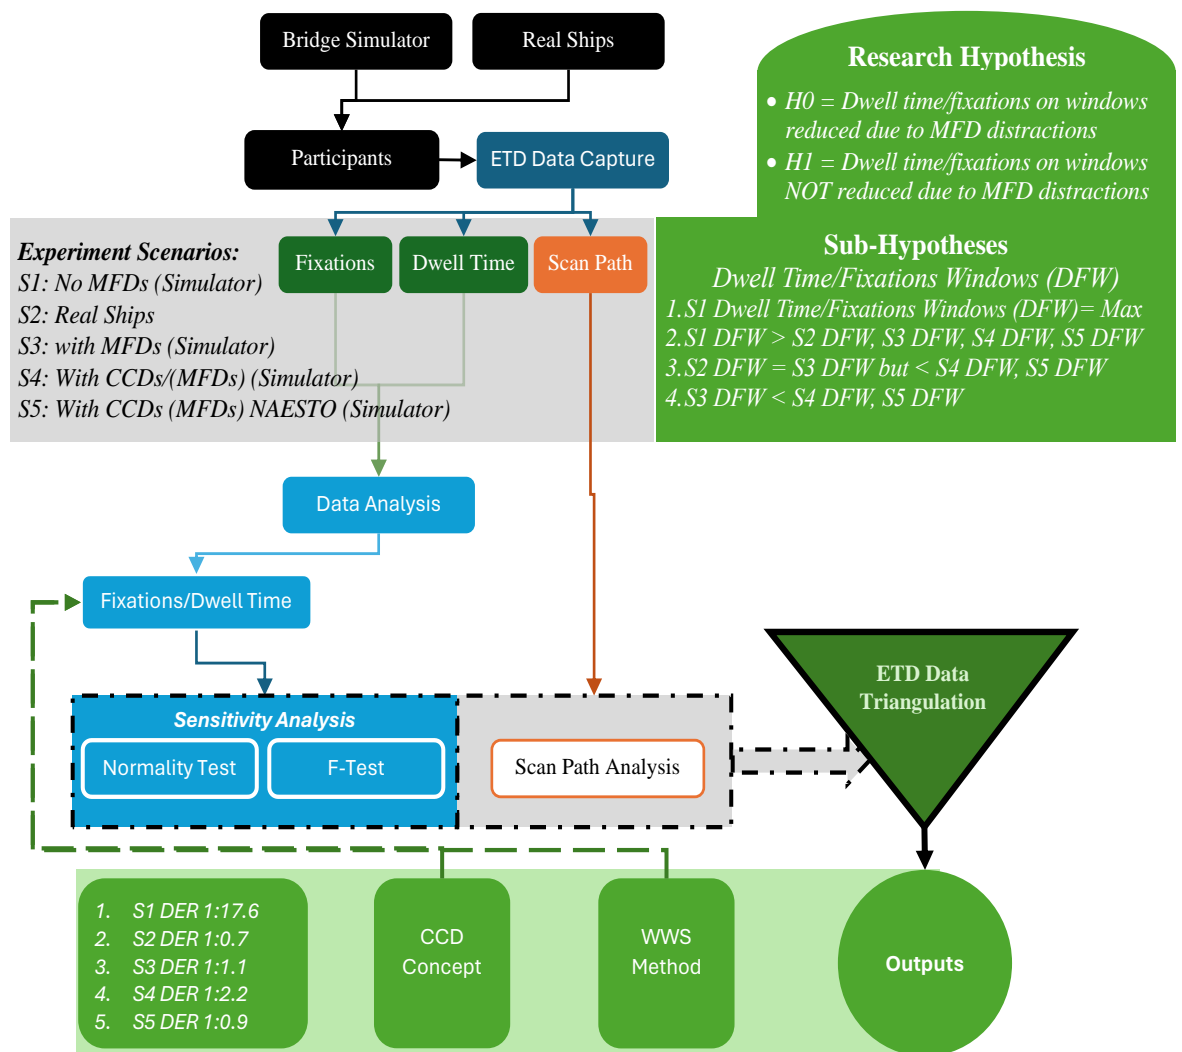 Bridge Simulator
Real Ships
Participants
ETD Data Capture
Research Hypothesis
• H0 = Dwell time/fixations on windows
reduced due to MFD distractions
• H1 = Dwell time/fixations on windows
NOT reduced due to MFD distractions
Experiment Scenarios:
S1: No MFDs (Simulator)
S2: Real Ships
S3: with MFDs (Simulator)
S4: With CCDs/(MFDs) (Simulator)
S5: With CCDs (MFDs) NAESTO (Simulator)
Fixations
Dwell Time
Scan Path
Sub-Hypotheses
Dwell Time/Fixations Windows (DFW)
1.S1 Dwell Time/Fixations Windows (DFW)= Max
2.S1 DFW > S2 DFW, S3 DFW, S4 DFW, S5 DFW
3.S2 DFW = S3 DFW but < S4 DFW, S5 DFW
4.S3 DFW < S4 DFW, S5 DFW
Data Analysis
Fixations/Dwell Time
Sensitivity Analysis
Normality Test
F-Test
Scan Path Analysis
ETD Data
Triangulation
1. S1 DER 1:17.6
2. S2 DER 1:0.7
3. S3 DER 1:1.1
4. S4 DER 1:2.2
5. S5 DER 1:0.9
CCD
Concept
WWS
Method
Outputs